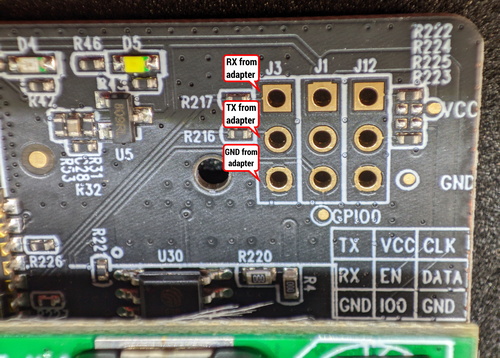 R222
R224
R225
R223
D4
R46
D5
RX from
adapter
J3
J1
J12
R42
R217
TX from
adapter
VCC
R216
GND from
adapter
U5
R31
R32
GND
GPIO0
TX VCC CLK
RX EN DATA
GND IO0 GND
R226
U30
R220